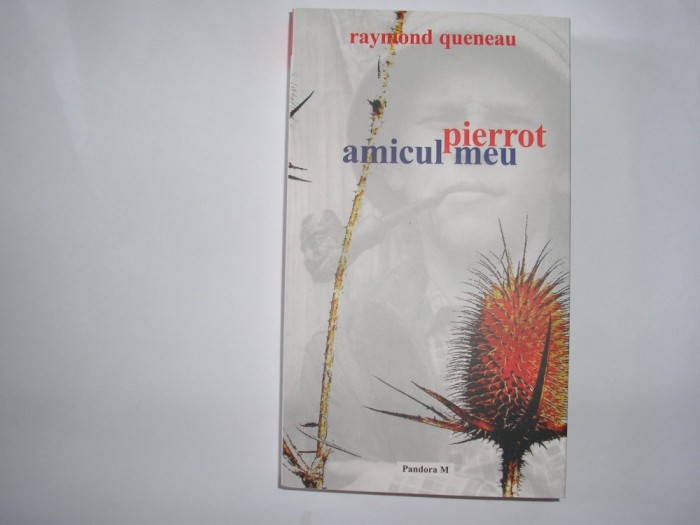 raymond queneau
pierrot
amicul meu
Pandora M